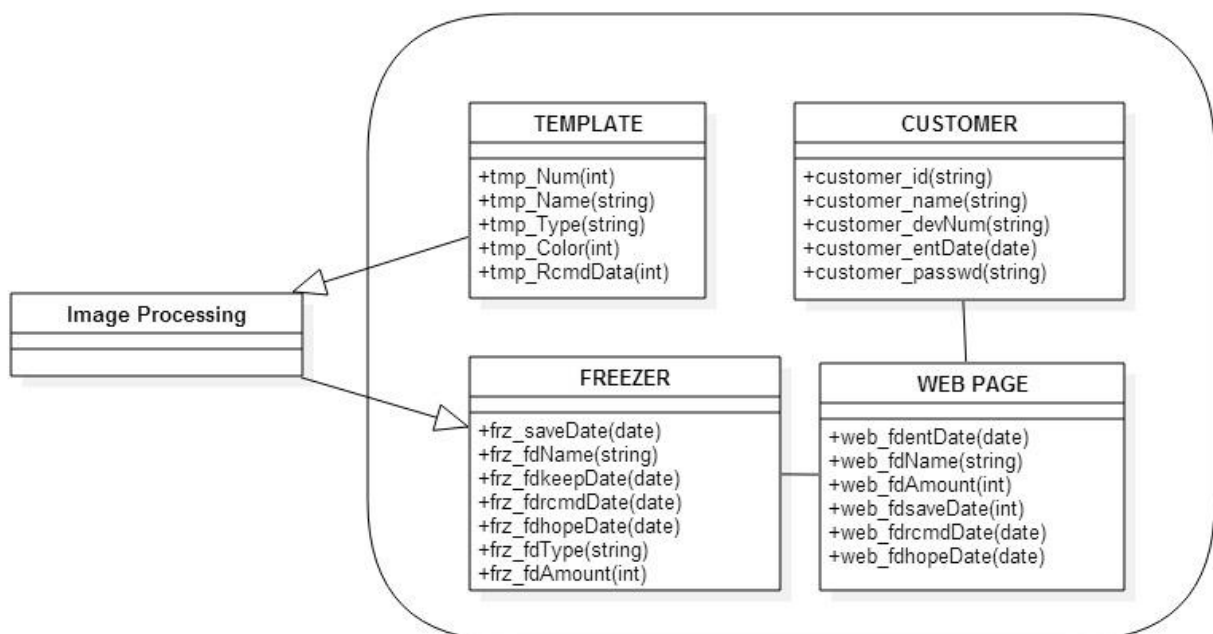 TEMPLATE
+tmp_Num(int)
+tmp_Name(string)
+tmp_Type(string)
+tmp_Color(int)
+tmp_RcmdData(int)
CUSTOMER
+customer_id(string)
+customer_name(string)
+customer_devNum(string)
+customer_entDate(date)
+customer_passwd(string)
Image Processing
FREEZER
+frz_saveDate(date)
+frz_fdName(string)
+frz_fdkeepDate(date)
+frz_fdrcmdDate(date)
+frz_fdhopeDate(date)
+frz_fdType(string)
+frz_fdAmount(int)
WEB PAGE
+web_fdentDate(date)
+web_fdName(string)
+web_fdAmount(int)
+web_fdsaveDate(int)
+web_fdrcmdDate(date)
+web_fdhopeDate(date)